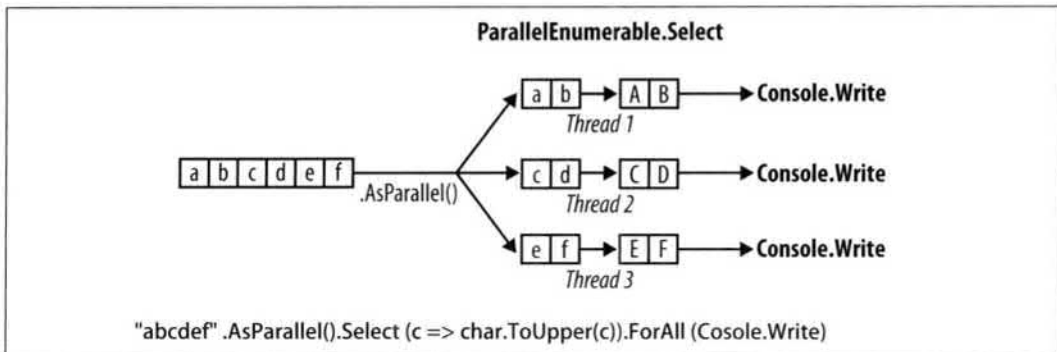 ParallelEnumerable.Select
a b A B Console.Write
Thread 1
a b c d e f .AsParallel() c d C D Console.Write
Thread 2
e f E F Console.Write
Thread 3
"abcdef" .AsParallel().Select (c => char.ToUpper(c)).ForAll (Cosole.Write)